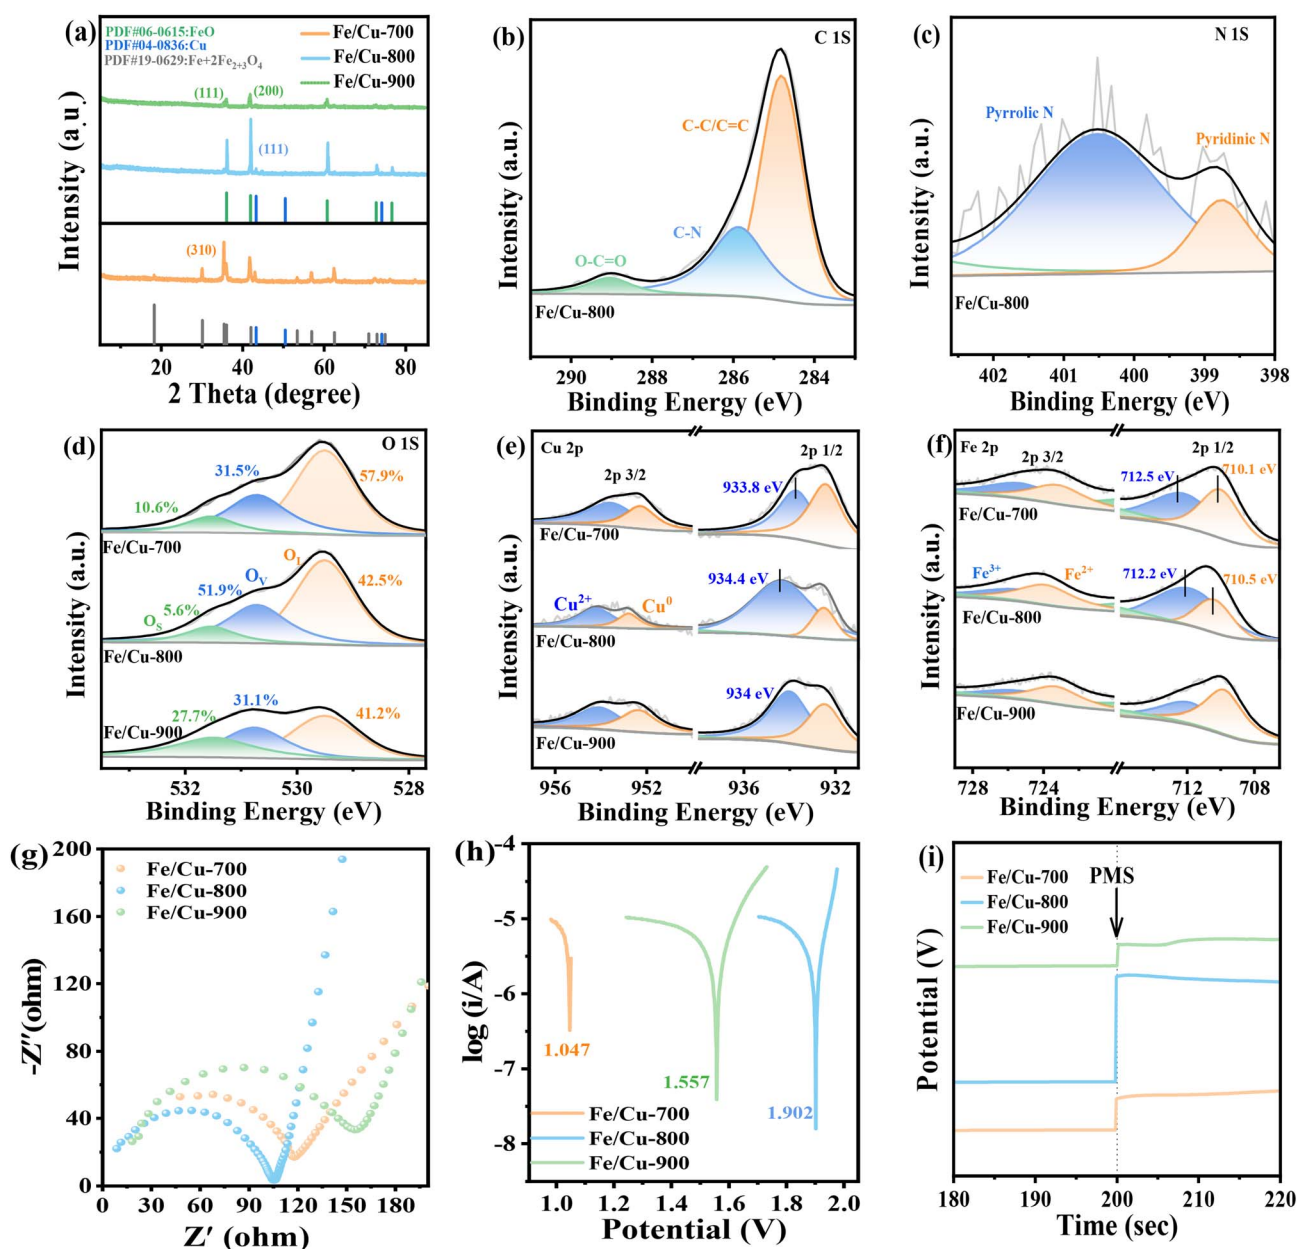 (a)
PDF#06-0615:FeO
PDF#04-0836:Cu
PDF#19-0629:Fe+2Fe2+3O4
Fe/Cu-700
Fe/Cu-800
Fe/Cu-900
(111)
(200)
(111)
(310)
Intensity (a.u.)
20 40 60 80
2 Theta (degree)
(b)
C 1S
C-C/C=C
C-N
O-C=O
Fe/Cu-800
Intensity (a.u.)
290 288 286 284
Binding Energy (eV)
(c)
N 1S
Pyrrolic N
Pyridinic N
Fe/Cu-800
Intensity (a.u.)
402 401 400 399 398
Binding Energy (eV)
(d)
O 1S
57.9%
31.5%
10.6%
Fe/Cu-700
OL
OV
51.9%
42.5%
5.6%
OS
Fe/Cu-800
31.1%
27.7%
41.2%
Fe/Cu-900
Intensity (a.u.)
532 530 528
Binding Energy (eV)
(e)
Cu 2p
2p 3/2
2p 1/2
933.8 eV
Fe/Cu-700
934.4 eV
Cu2+
Cu0
Fe/Cu-800
934 eV
Fe/Cu-900
Intensity (a.u.)
956 952 936 932
Binding Energy (eV)
(f)
Fe 2p
2p 3/2
2p 1/2
712.5 eV
710.1 eV
Fe/Cu-700
Fe3+
Fe2+
712.2 eV
710.5 eV
Fe/Cu-800
Fe/Cu-900
Intensity (a.u.)
728 724 712 708
Binding Energy (eV)
(g)
Fe/Cu-700
Fe/Cu-800
Fe/Cu-900
-Z″(ohm)
200
160
120
80
40
0
0 30 60 90 120 150 180
Z′ (ohm)
(h)
log (i/A)
-4
-5
-6
-7
-8
1.047
1.557
1.902
Fe/Cu-700
Fe/Cu-800
Fe/Cu-900
1.0 1.2 1.4 1.6 1.8 2.0
Potential (V)
(i)
Fe/Cu-700
Fe/Cu-800
Fe/Cu-900
PMS
Potential (V)
180 190 200 210 220
Time (sec)